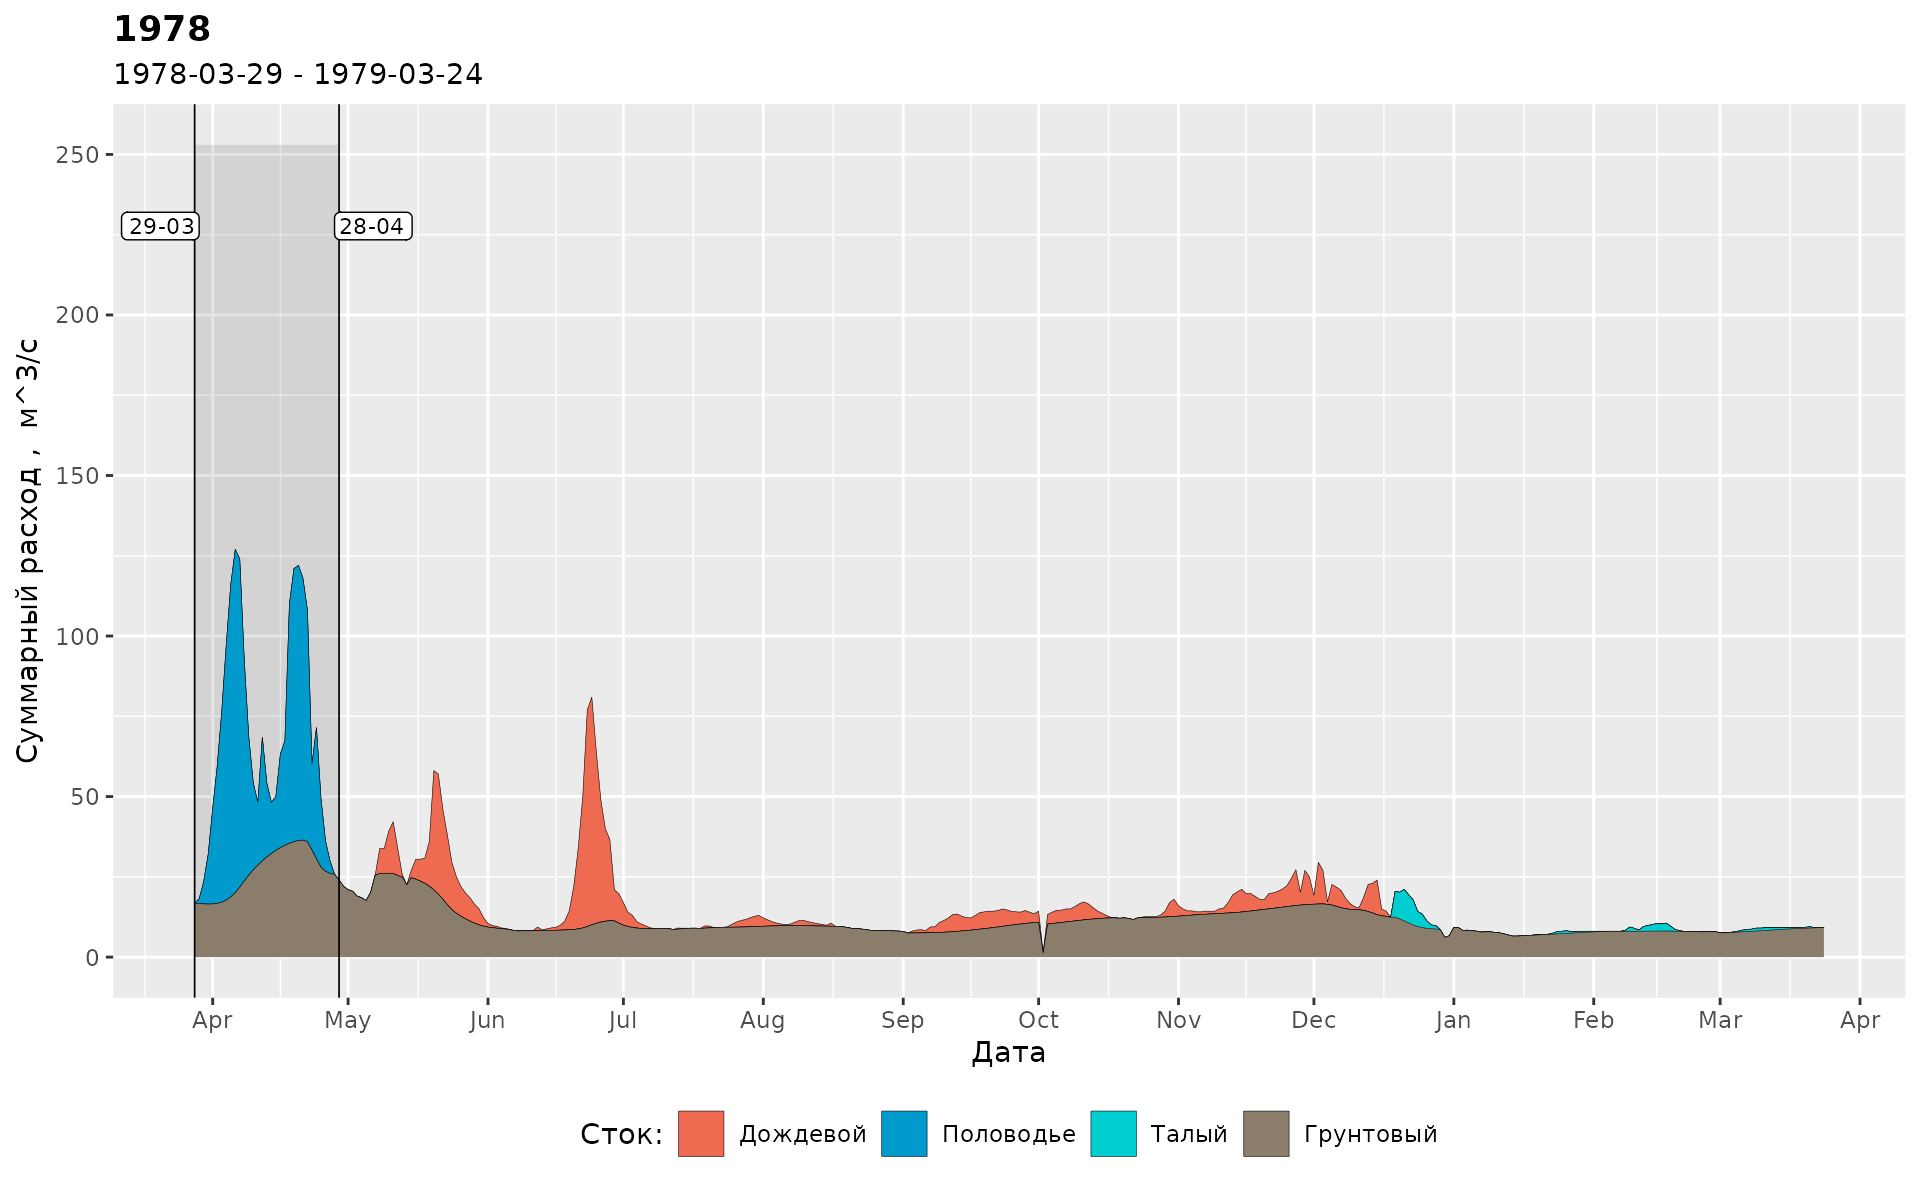 1978
1978-03-29 - 1979-03-24
Суммарный расход ,  м^3/с
250
200
150
100
50
0
29-03
28-04
Apr May Jun Jul Aug Sep Oct Nov Dec Jan Feb Mar Apr
Дата
Сток: Дождевой Половодье Талый Грунтовый